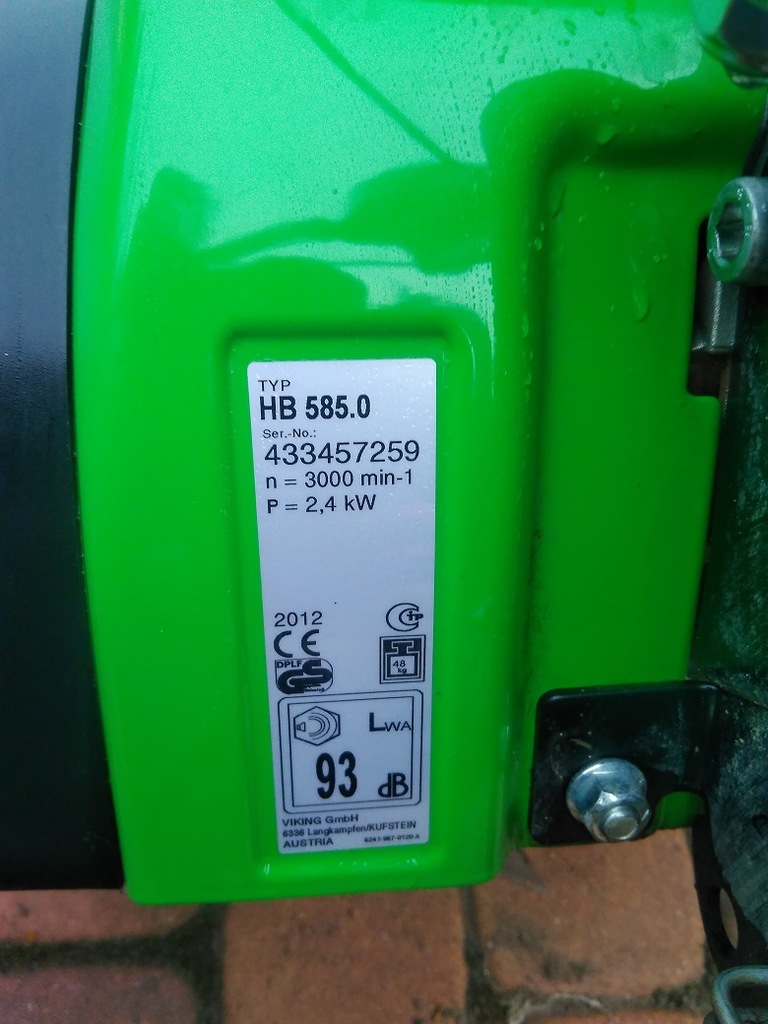 TYP
HB 585.0
Ser.-No.:
433457259
n = 3000 min-1
P = 2,4 kW
2012
CE
DPLF
GS
48
kg
LWA
93 dB
VIKING GmbH
6336 Langkampfen/KUFSTEIN
AUSTRIA